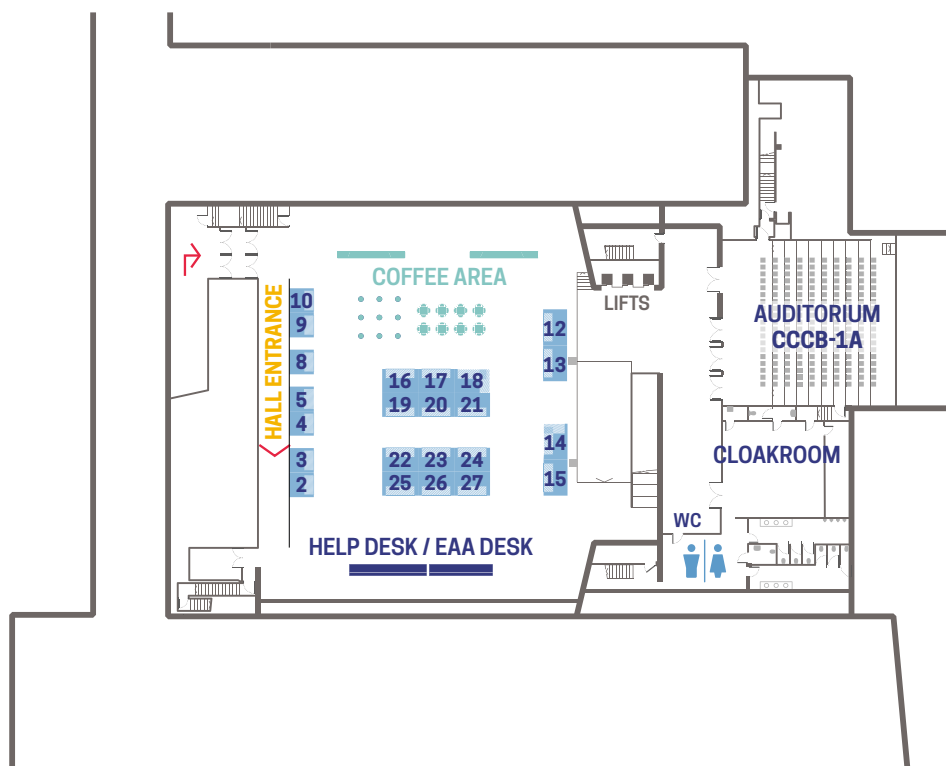 COFFEE AREA
LIFTS
HALL ENTRANCE
10
9
8
5
4
3
2
12
13
16 17 18
19 20 21
14
15
22 23 24
25 26 27
AUDITORIUM
CCCB-1A
CLOAKROOM
WC
HELP DESK / EAA DESK